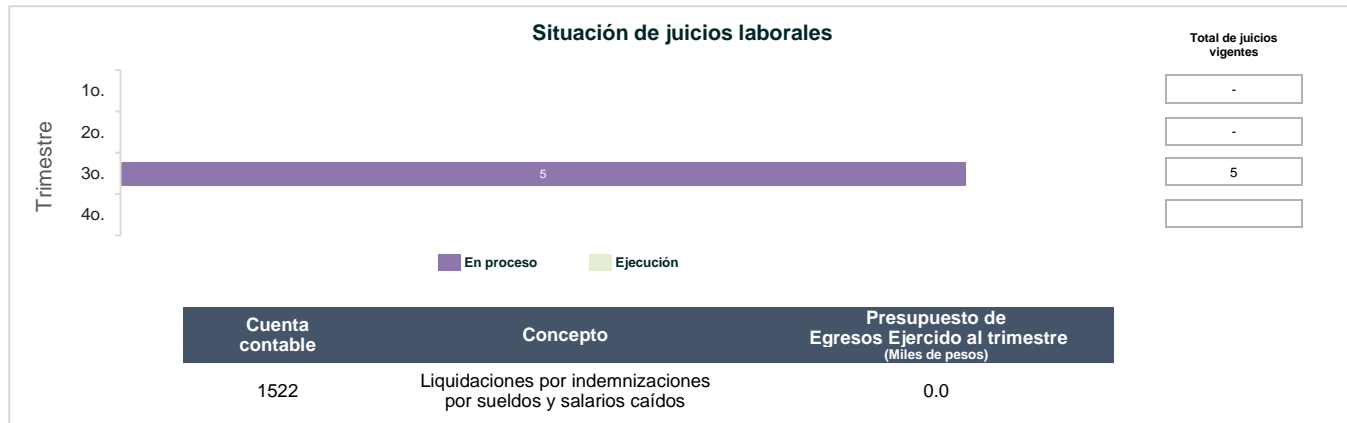 Situación de juicios laborales
Total de juicios
vigentes
Trimestre
1o.
-
2o.
-
3o.
5
5
4o.
En proceso
Ejecución
Cuenta
contable
Concepto
Presupuesto de
Egresos Ejercido al trimestre
(Miles de pesos)
1522
Liquidaciones por indemnizaciones
por sueldos y salarios caídos
0.0